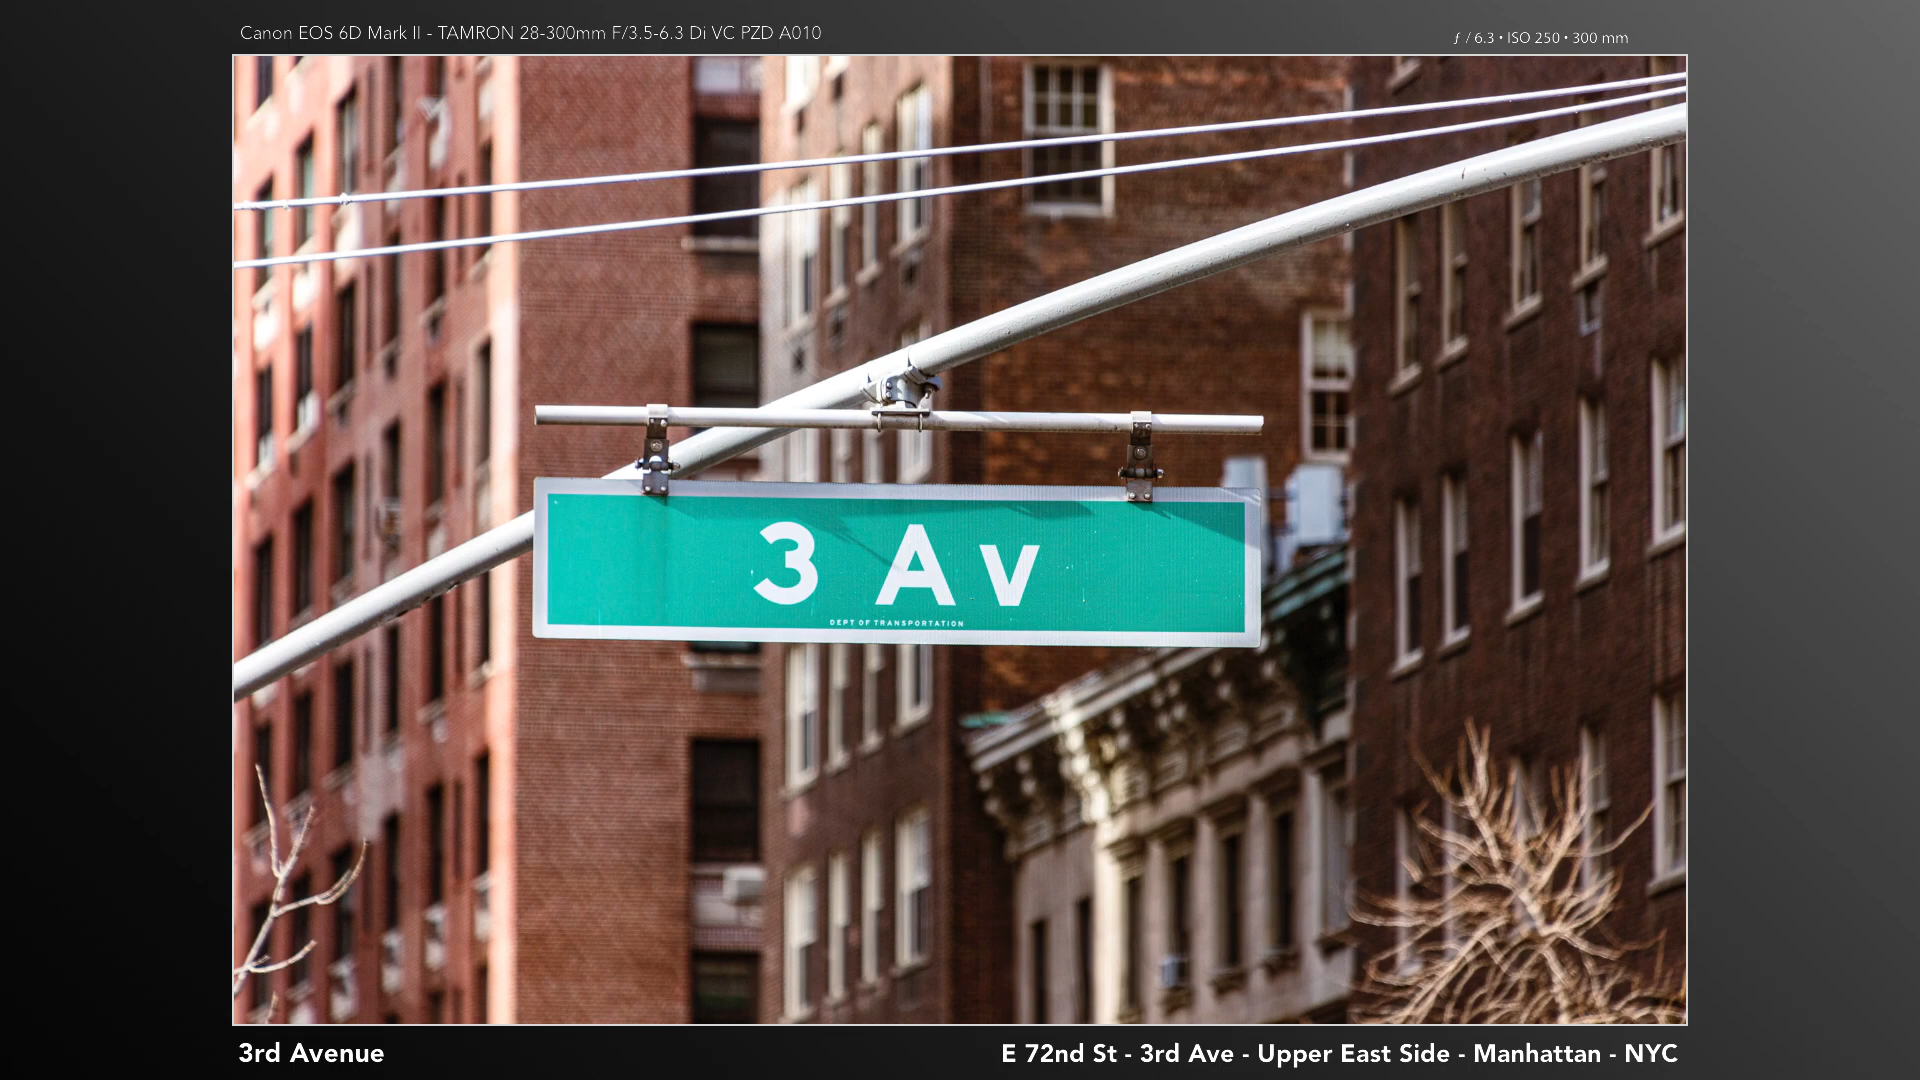 Canon EOS 6D Mark II - TAMRON 28-300mm F/3.5-6.3 Di VC PZD A010
ƒ / 6.3 • ISO 250 • 300 mm
3 Av
DEPT OF TRANSPORTATION
3rd Avenue
E 72nd St - 3rd Ave - Upper East Side - Manhattan - NYC